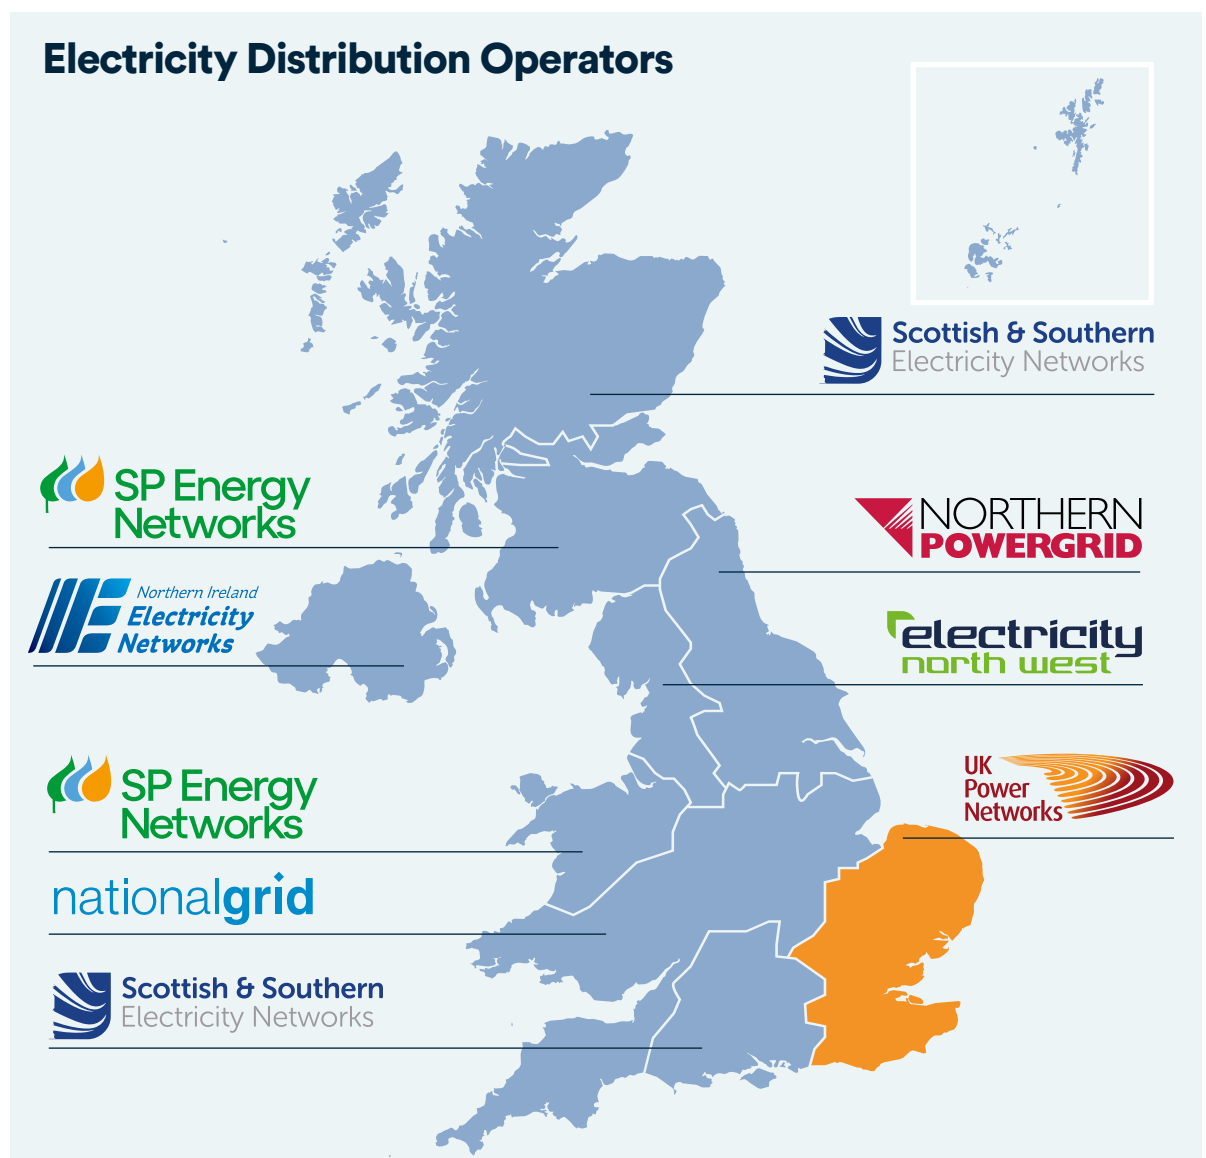 Electricity Distribution Operators
Scottish & Southern
Electricity Networks
SP Energy
Networks
NORTHERN
POWERGRID
Northern Ireland
Electricity
Networks
electricity
north west
UK
Power
Networks
SP Energy
Networks
nationalgrid
Scottish & Southern
Electricity Networks